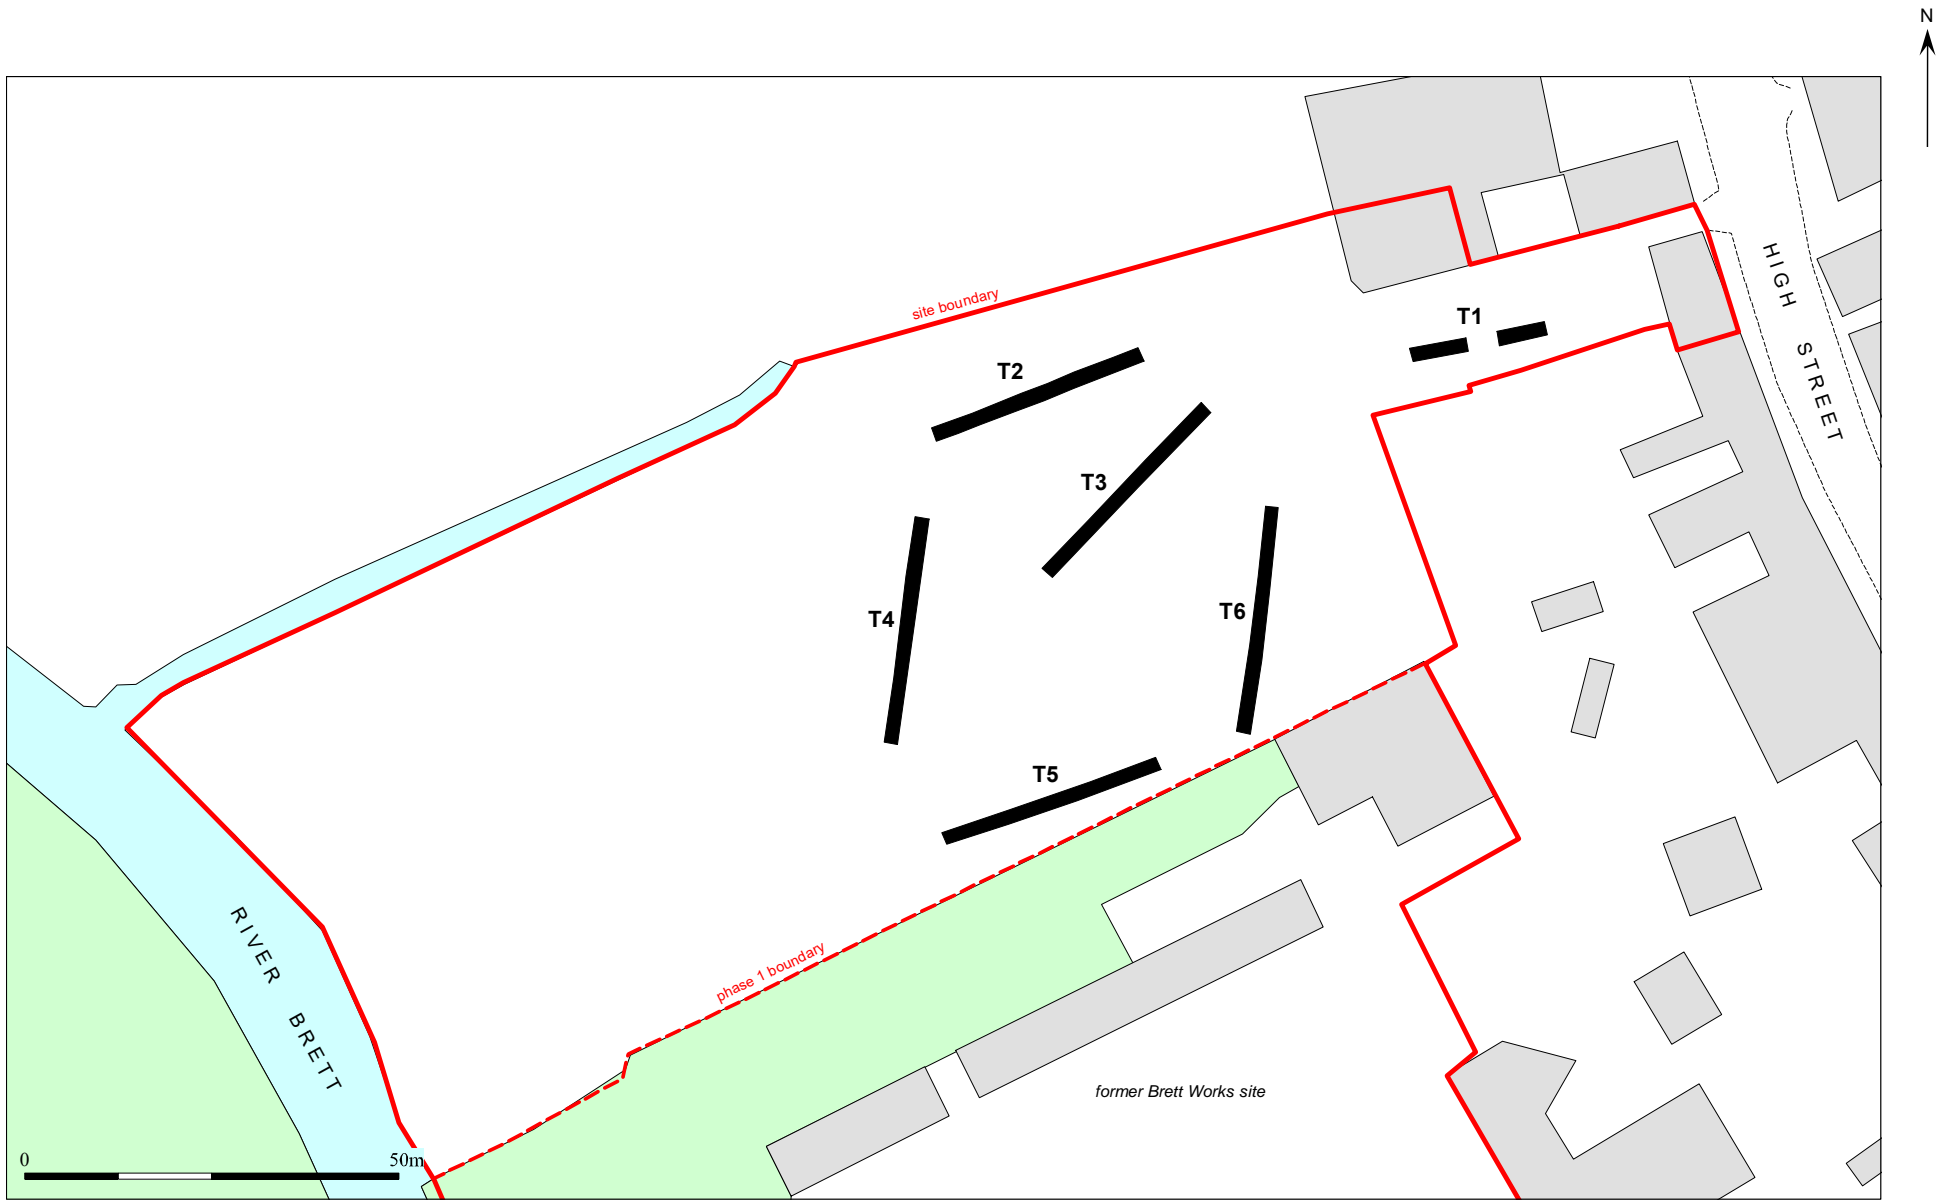 N
site boundary
HIGH STREET
T1
T2
T3
T4
T6
T5
RIVER BRETT
phase 1 boundary
former Brett Works site
0 50m